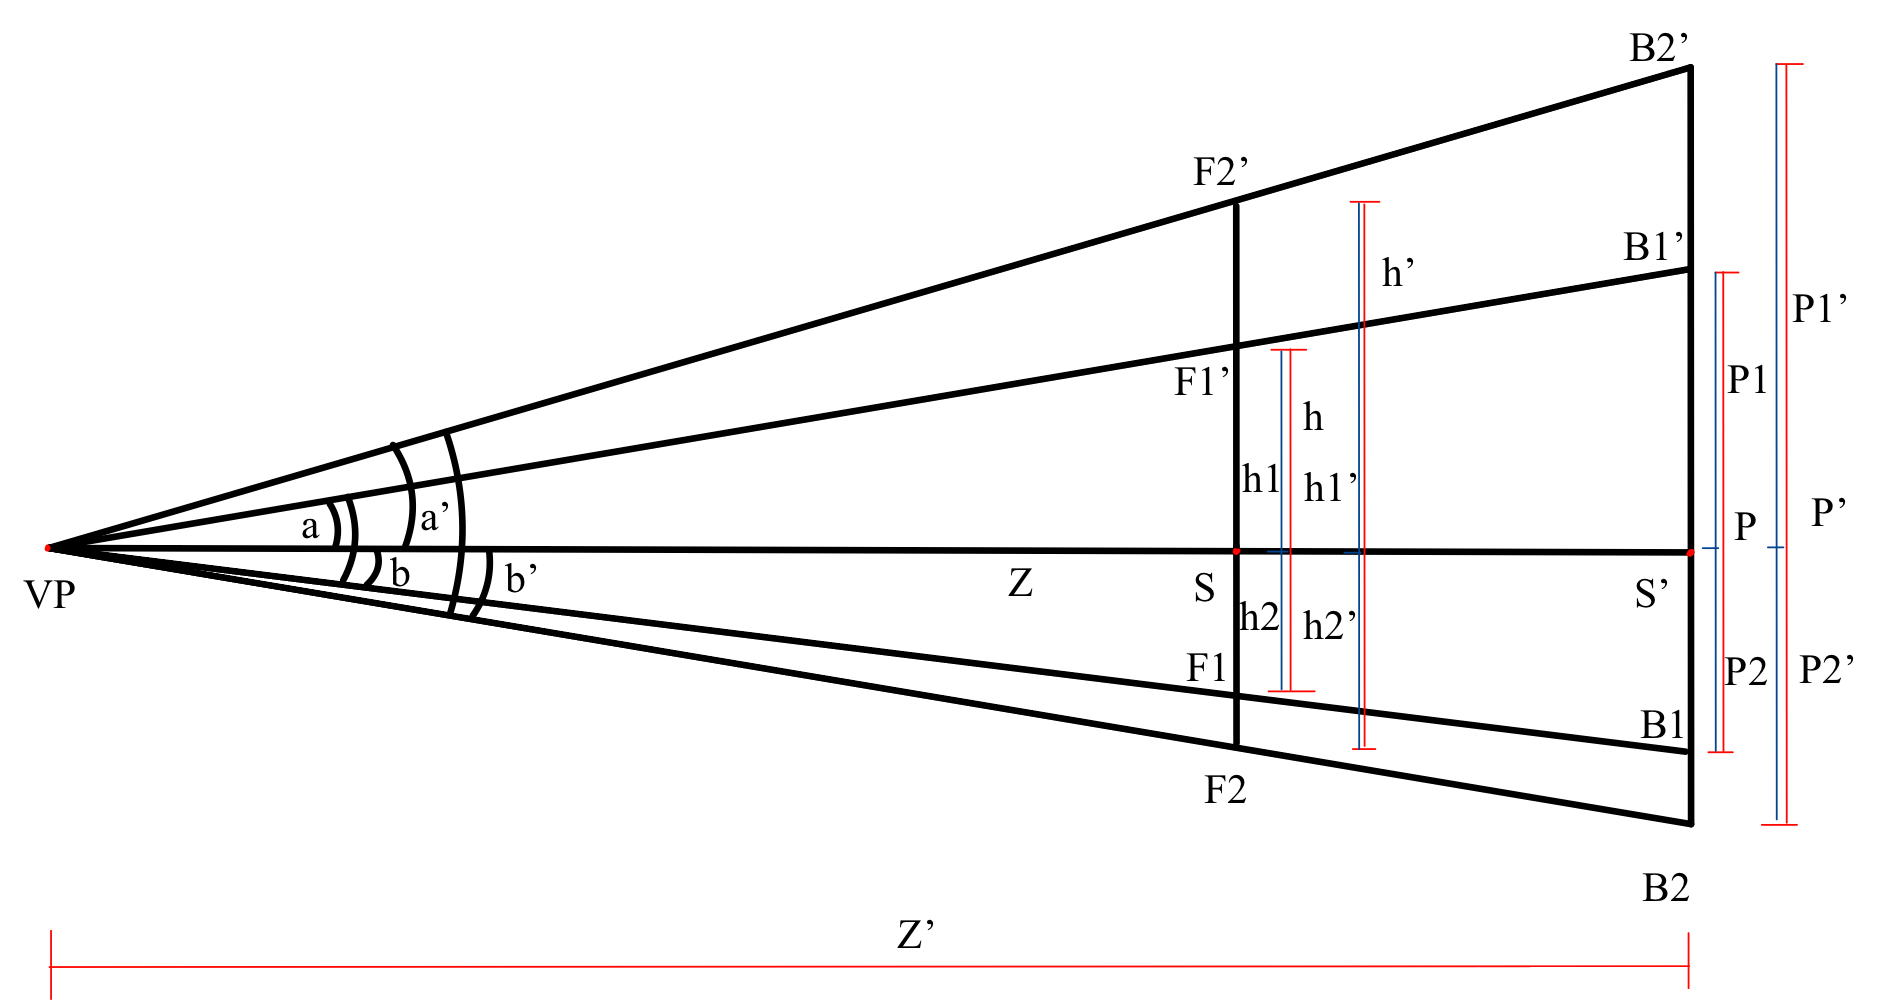 B2’
F2’
B1’
h’
P1’
F1’
P1
h
h1
h1’
a’
a
P’
P
b
b’
Z
S
S’
VP
h2
h2’
F1
P2
P2’
B1
F2
B2
Z’